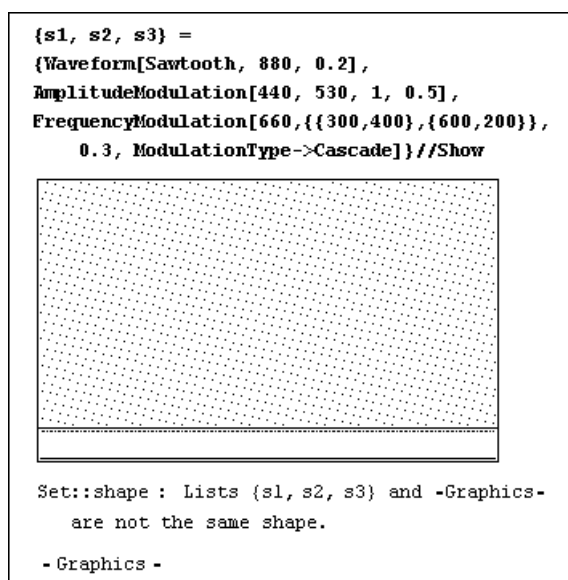 {s1, s2, s3} =
{Waveform[Sawtooth, 880, 0.2],
AmplitudeModulation[440, 530, 1, 0.5],
FrequencyModulation[660,{{300,400},{600,200}},
0.3, ModulationType->Cascade]}//Show
Set::shape : Lists {s1, s2, s3} and -Graphics-
are not the same shape.
- Graphics -